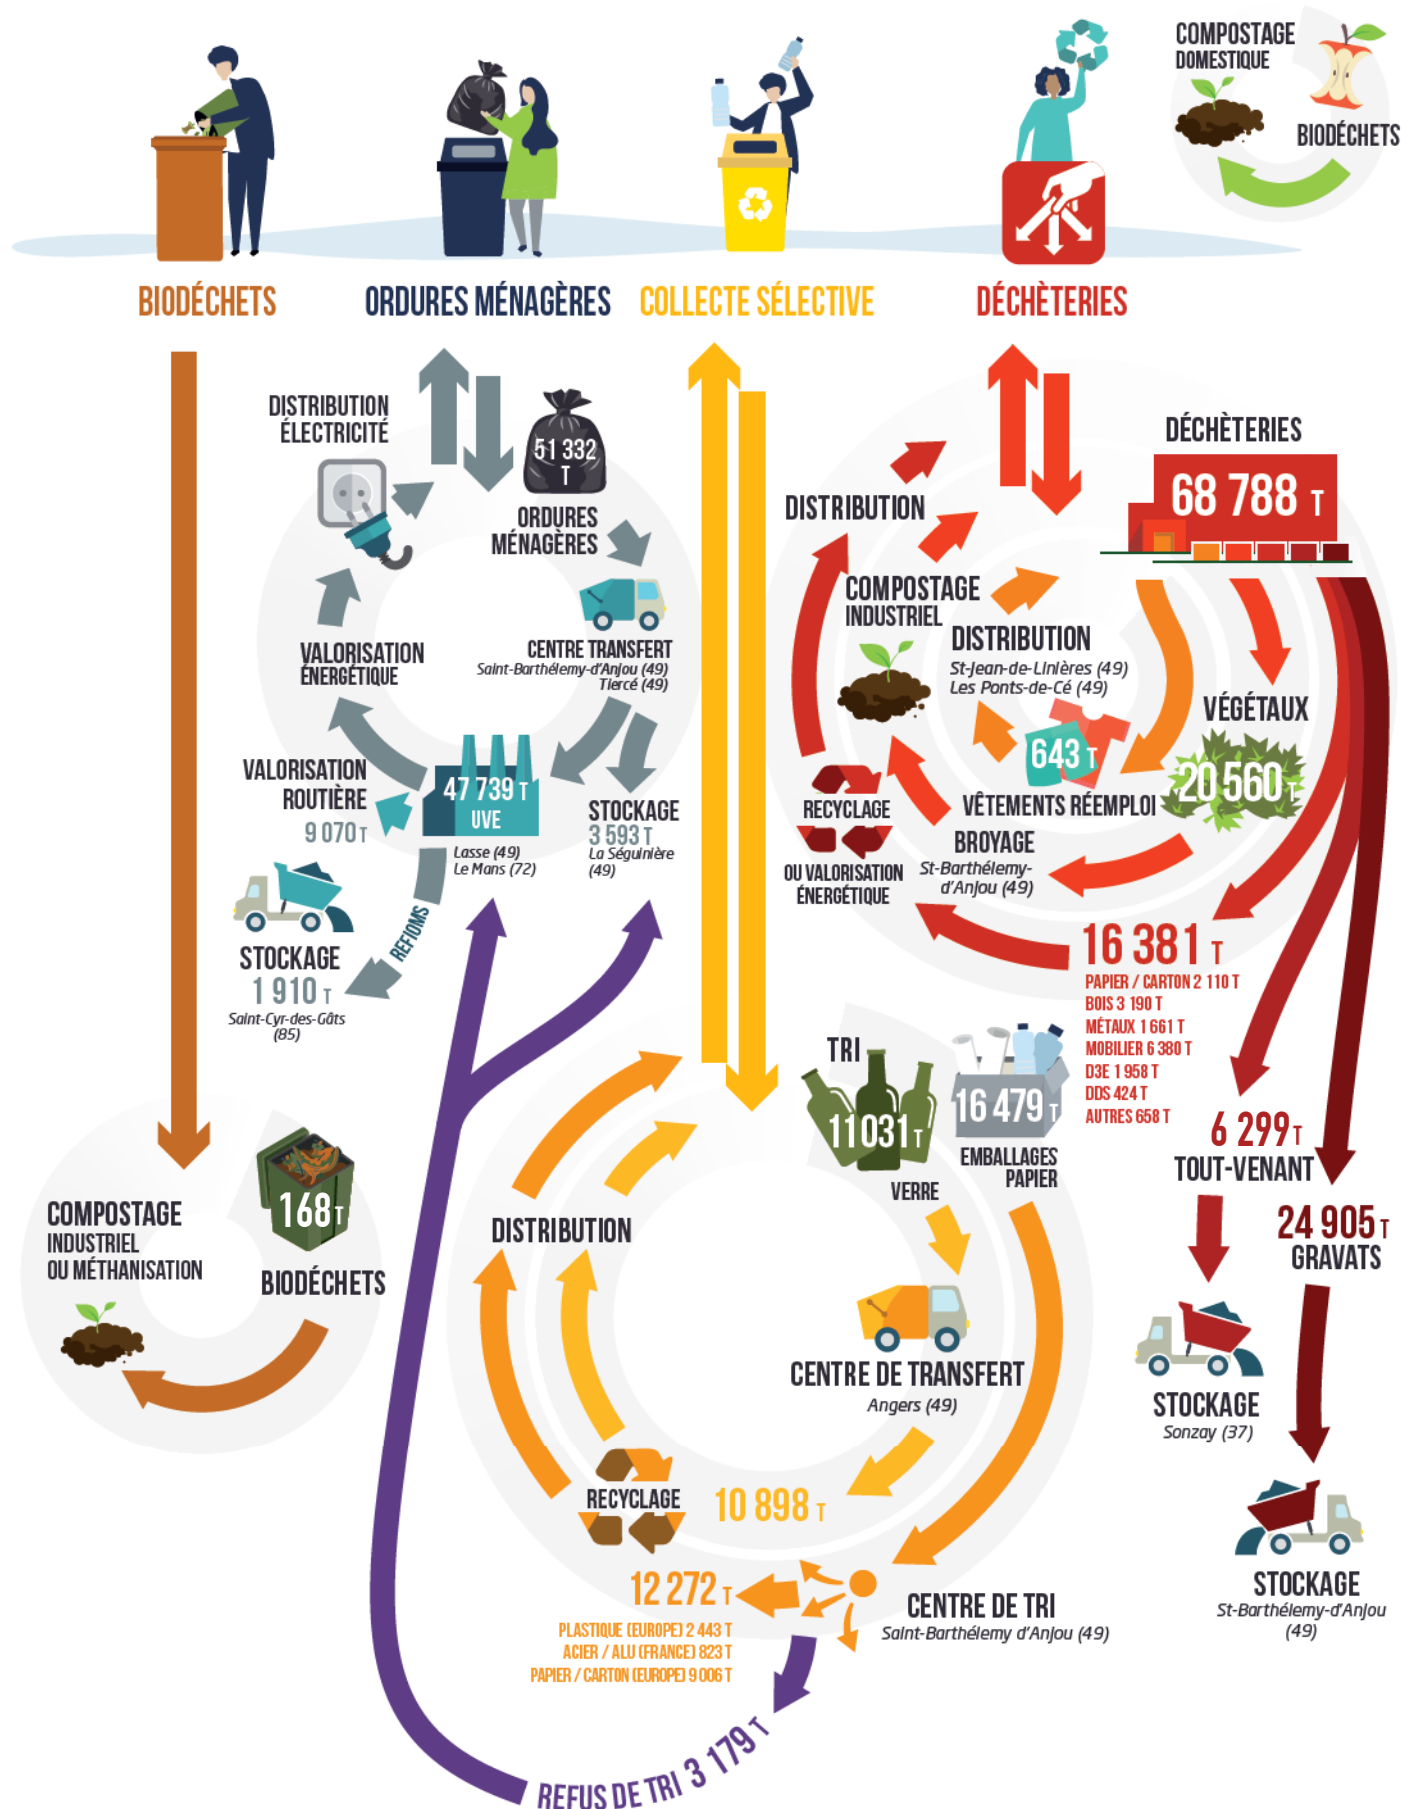 COMPOSTAGE
DOMESTIQUE
BIODÉCHETS
BIODÉCHETS
ORDURES MÉNAGÈRES
COLLECTE SÉLECTIVE
DÉCHÈTERIES
DISTRIBUTION
ÉLECTRICITÉ
51 332
T
ORDURES
MÉNAGÈRES
CENTRE TRANSFERT
Saint-Barthélemy-d'Anjou (49)
Tiercé (49)
VALORISATION
ÉNERGÉTIQUE
VALORISATION
ROUTIÈRE
9 070 T
47 739 T
UVE
Lasse (49)
Le Mans (72)
STOCKAGE
3 593 T
La Séguinière
(49)
REFIOMS
STOCKAGE
1 910 T
Saint-Cyr-des-Gâts
(85)
DÉCHÈTERIES
68 788 T
DISTRIBUTION
COMPOSTAGE
INDUSTRIEL
DISTRIBUTION
St-Jean-de-Linières (49)
Les Ponts-de-Cé (49)
643 T
VÊTEMENTS RÉEMPLOI
VÉGÉTAUX
20 560 T
RECYCLAGE
OU VALORISATION
ÉNERGÉTIQUE
BROYAGE
St-Barthélemy-
d'Anjou (49)
16 381 T
PAPIER / CARTON 2 110 T
BOIS 3 190 T
MÉTAUX 1 661 T
MOBILIER 6 380 T
D3E 1 958 T
DDS 424 T
AUTRES 658 T
6 299 T
TOUT-VENANT
STOCKAGE
Sonzay (37)
24 905 T
GRAVATS
STOCKAGE
St-Barthélemy-d'Anjou
(49)
COMPOSTAGE
INDUSTRIEL
OU MÉTHANISATION
168 T
BIODÉCHETS
TRI
11031 T
VERRE
16 479 T
EMBALLAGES
PAPIER
DISTRIBUTION
CENTRE DE TRANSFERT
Angers (49)
RECYCLAGE
10 898 T
12 272 T
PLASTIQUE (EUROPE) 2 443 T
ACIER / ALU (FRANCE) 823 T
PAPIER / CARTON (EUROPE) 9 006 T
CENTRE DE TRI
Saint-Barthélemy d'Anjou (49)
REFUS DE TRI 3 179 T